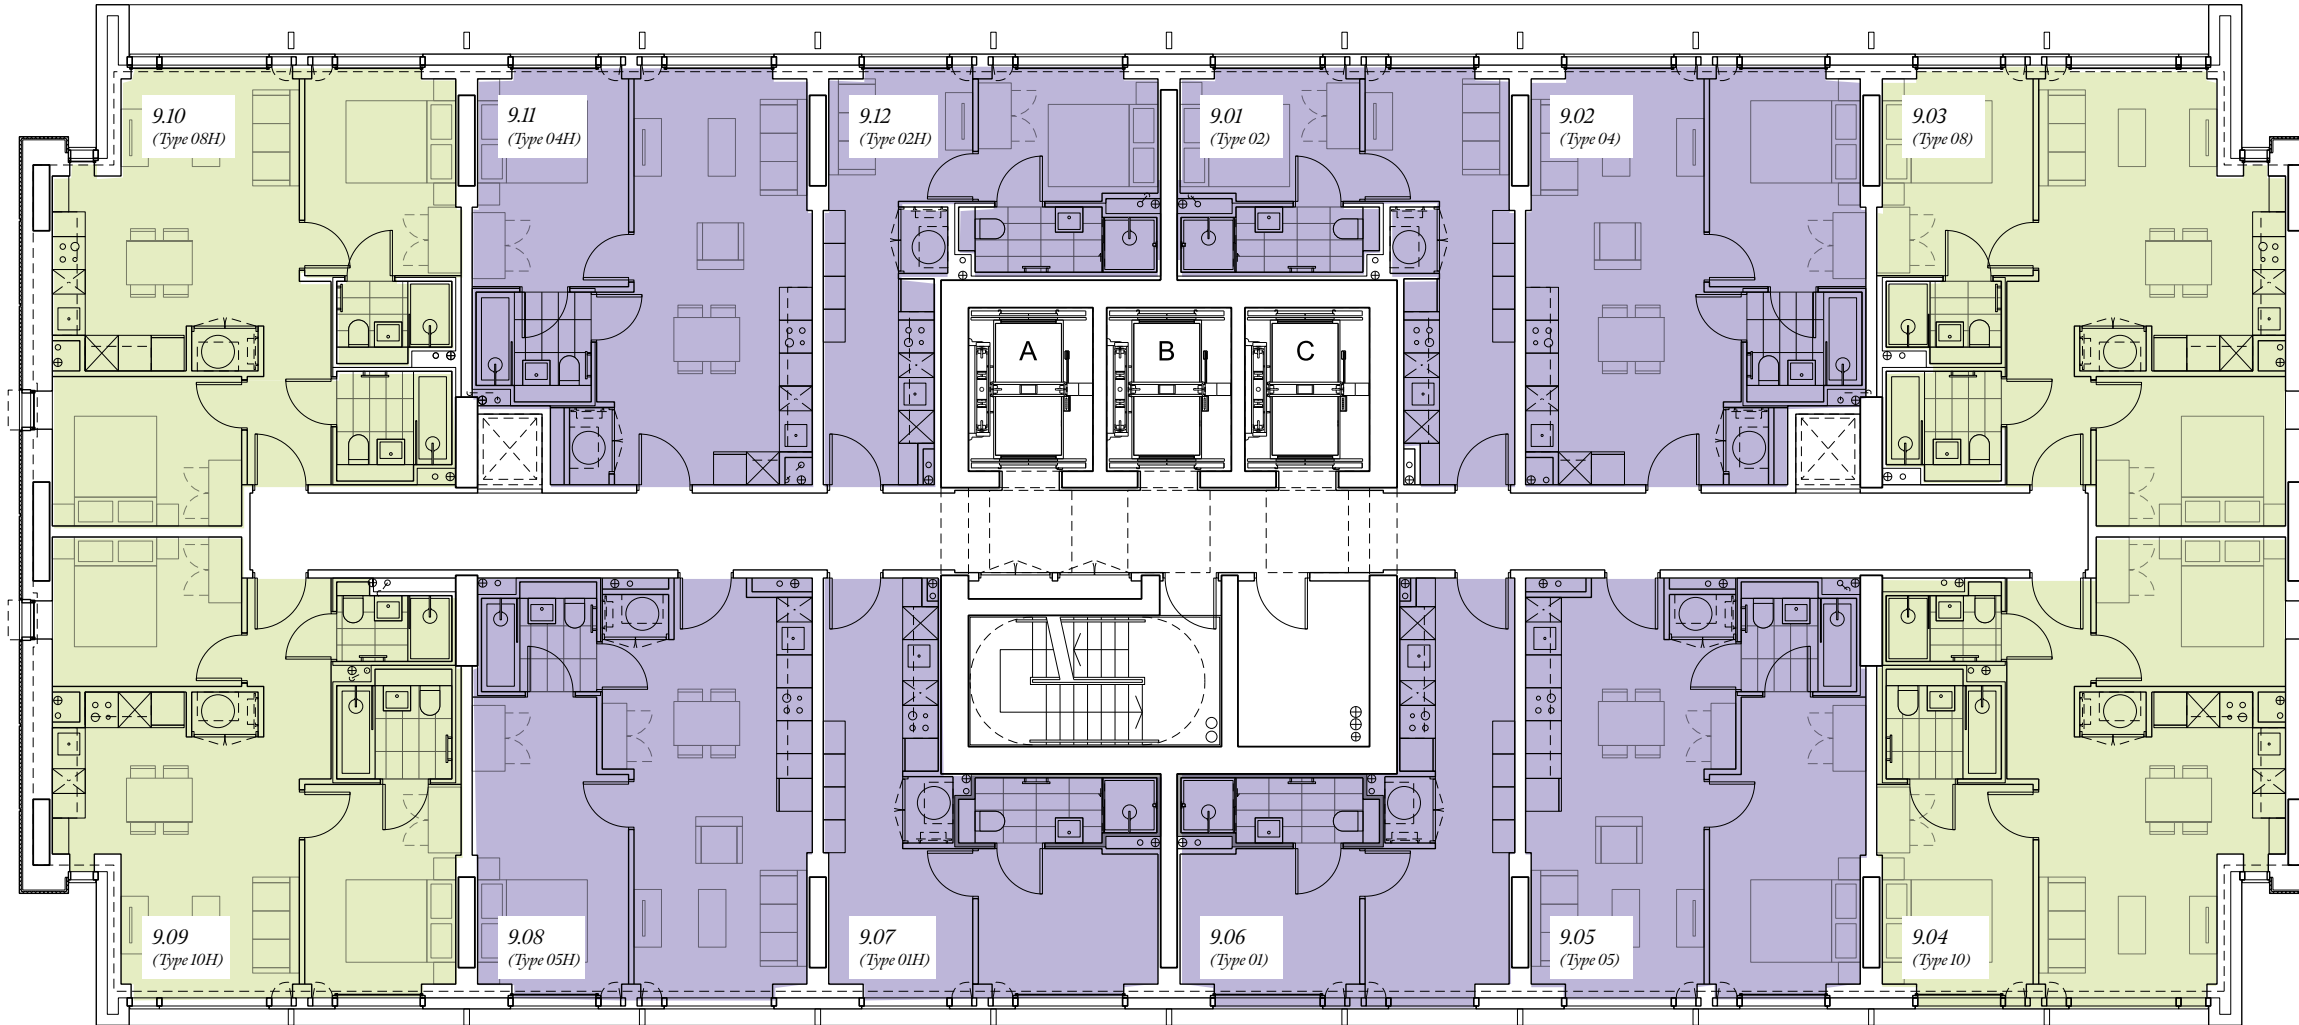 9.10
(Type 08H)
9.11
(Type 04H)
9.12
(Type 02H)
9.01
(Type 02)
9.02
(Type 04)
9.03
(Type 08)
A
B
C
9.09
(Type 10H)
9.08
(Type 05H)
9.07
(Type 01H)
9.06
(Type 01)
9.05
(Type 05)
9.04
(Type 10)